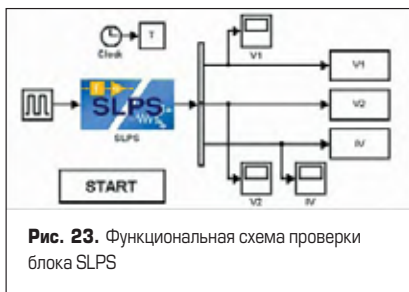 T
Clock
V1
V1
SLPS
SLPS
V2
IV
START
V2
IV
Рис. 23. Функциональная схема проверки
блока SLPS